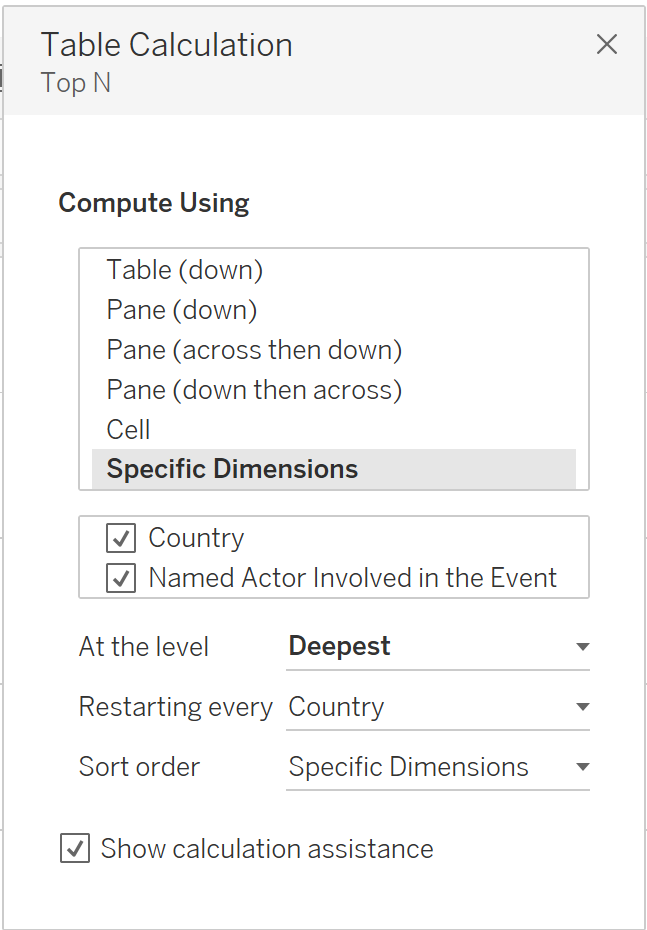 Table Calculation
Top N
Compute Using
Table (down)
Pane (down)
Pane (across then down)
Pane (down then across)
Cell
Specific Dimensions
Country
Named Actor Involved in the Event
At the level Deepest
Restarting every Country
Sort order Specific Dimensions
Show calculation assistance